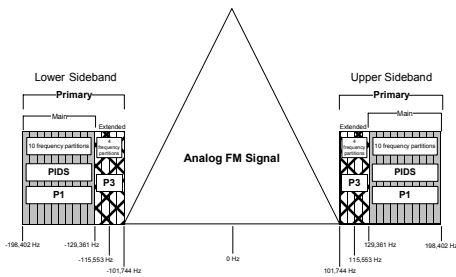 Lower Sideband
Upper Sideband
Primary
Primary
Main
Main
Extended
Extended
10 frequency partitions
4 frequency partitions
4 frequency partitions
10 frequency partitions
Analog FM Signal
PIDS
P3
P3
PIDS
P1
P1
-198,402 Hz
-129,361 Hz
-115,553 Hz
-101,744 Hz
0 Hz
101,744 Hz
115,553 Hz
129,361 Hz
198,402 Hz